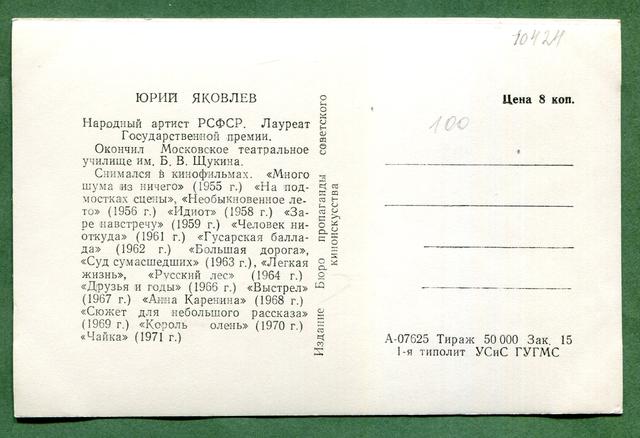 10424
ЮРИЙ ЯКОВЛЕВ
Народный артист РСФСР. Лауреат
Государственной премии.
Окончил Московское театральное
училище им. Б. В. Щукина.
Снимался в кинофильмах. «Много
шума из ничего» (1955 г.) «На под-
мостках сцены», «Необыкновенное ле-
то» (1956 г.) «Идиот» (1958 г.) «За-
ре навстречу» (1959 г.) «Человек ни-
откуда» (1961 г.) «Гусарская балла-
да» (1962 г.) «Большая дорога»,
«Суд сумасшедших» (1963 г.), «Легкая
жизнь», «Русский лес» (1964 г.)
«Друзья и годы» (1966 г.) «Выстрел»
(1967 г.) «Анна Каренина» (1968 г.)
«Сюжет для небольшого рассказа»
(1969 г.) «Король олень» (1970 г.)
«Чайка» (1971 г.)
Издание Бюро пропаганды советского
киноискусства
Цена 8 коп.
100
А-07625 Тираж 50 000 Зак. 15
1-я типолит УСиС ГУГМС